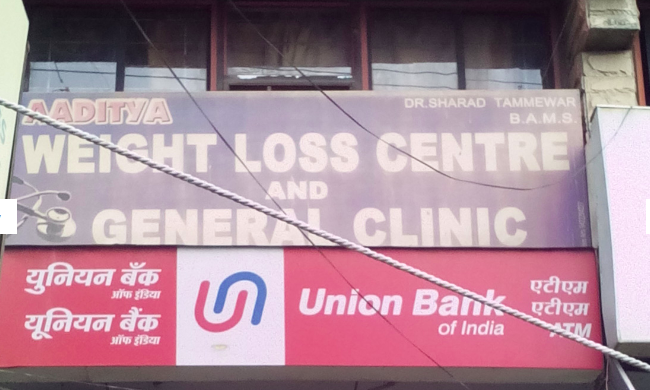 AADITYA
DR.SHARAD TAMMEWAR
B.A.M.S.
WEIGHT LOSS CENTRE
AND
GENERAL CLINIC
युनियन बँक
ऑफ इंडिया
यूनियन बैंक
ऑफ इंडिया
Union Bank
of India
एटीएम
एटीएम
ATM